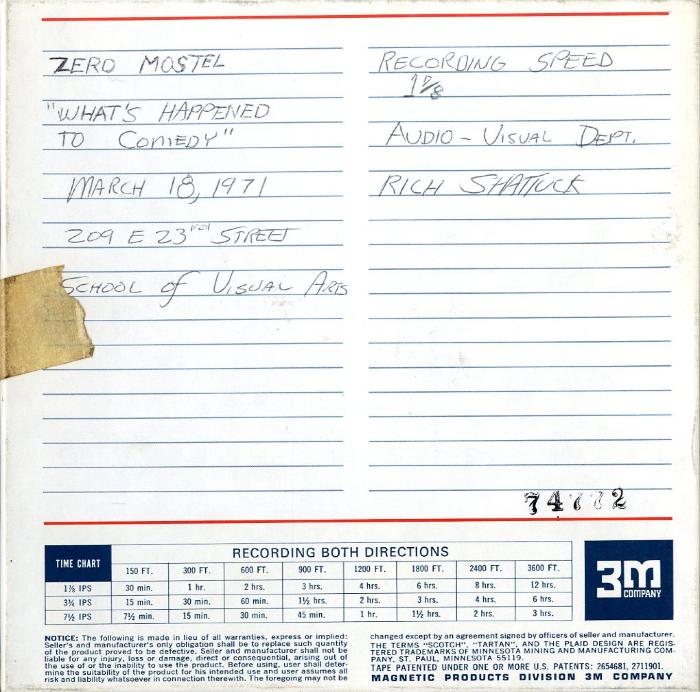 ZERO MOSTEL
"WHAT'S HAPPENED
TO COMEDY"
MARCH 18, 1971
209 E 23rd STREET
SCHOOL of VISUAL ARTS
RECORDING SPEED
1 7/8
AUDIO-VISUAL DEPT.
RICH SHATTUCK
74772
TIME CHART
RECORDING BOTH DIRECTIONS
150 FT. 300 FT. 600 FT. 900 FT. 1200 FT. 1800 FT. 2400 FT. 3600 FT.
1⅞ IPS 30 min. 1 hr. 2 hrs. 3 hrs. 4 hrs. 6 hrs. 8 hrs. 12 hrs.
3¾ IPS 15 min. 30 min. 60 min. 1½ hrs. 2 hrs. 3 hrs. 4 hrs. 6 hrs.
7½ IPS 7½ min. 15 min. 30 min. 45 min. 1 hr. 1½ hrs. 2 hrs. 3 hrs.
3M
COMPANY
NOTICE: The following is made in lieu of all warranties, express or implied:
Seller's and manufacturer's only obligation shall be to replace such quantity
of the product proved to be defective. Seller and manufacturer shall not be
liable for any injury, loss or damage, direct or consequential, arising out of
the use of or the inability to use the product. Before using, user shall deter-
mine the suitability of the product for his intended use and user assumes all
risk and liability whatsoever in connection therewith. The foregoing may not be
changed except by an agreement signed by officers of seller and manufacturer.
THE TERMS "SCOTCH", "TARTAN", AND THE PLAID DESIGN ARE REGIS-
TERED TRADEMARKS OF MINNESOTA MINING AND MANUFACTURING COM-
PANY, ST. PAUL, MINNESOTA 55119.
TAPE PATENTED UNDER ONE OR MORE U.S. PATENTS: 2654681, 2711901.
MAGNETIC PRODUCTS DIVISION 3M COMPANY